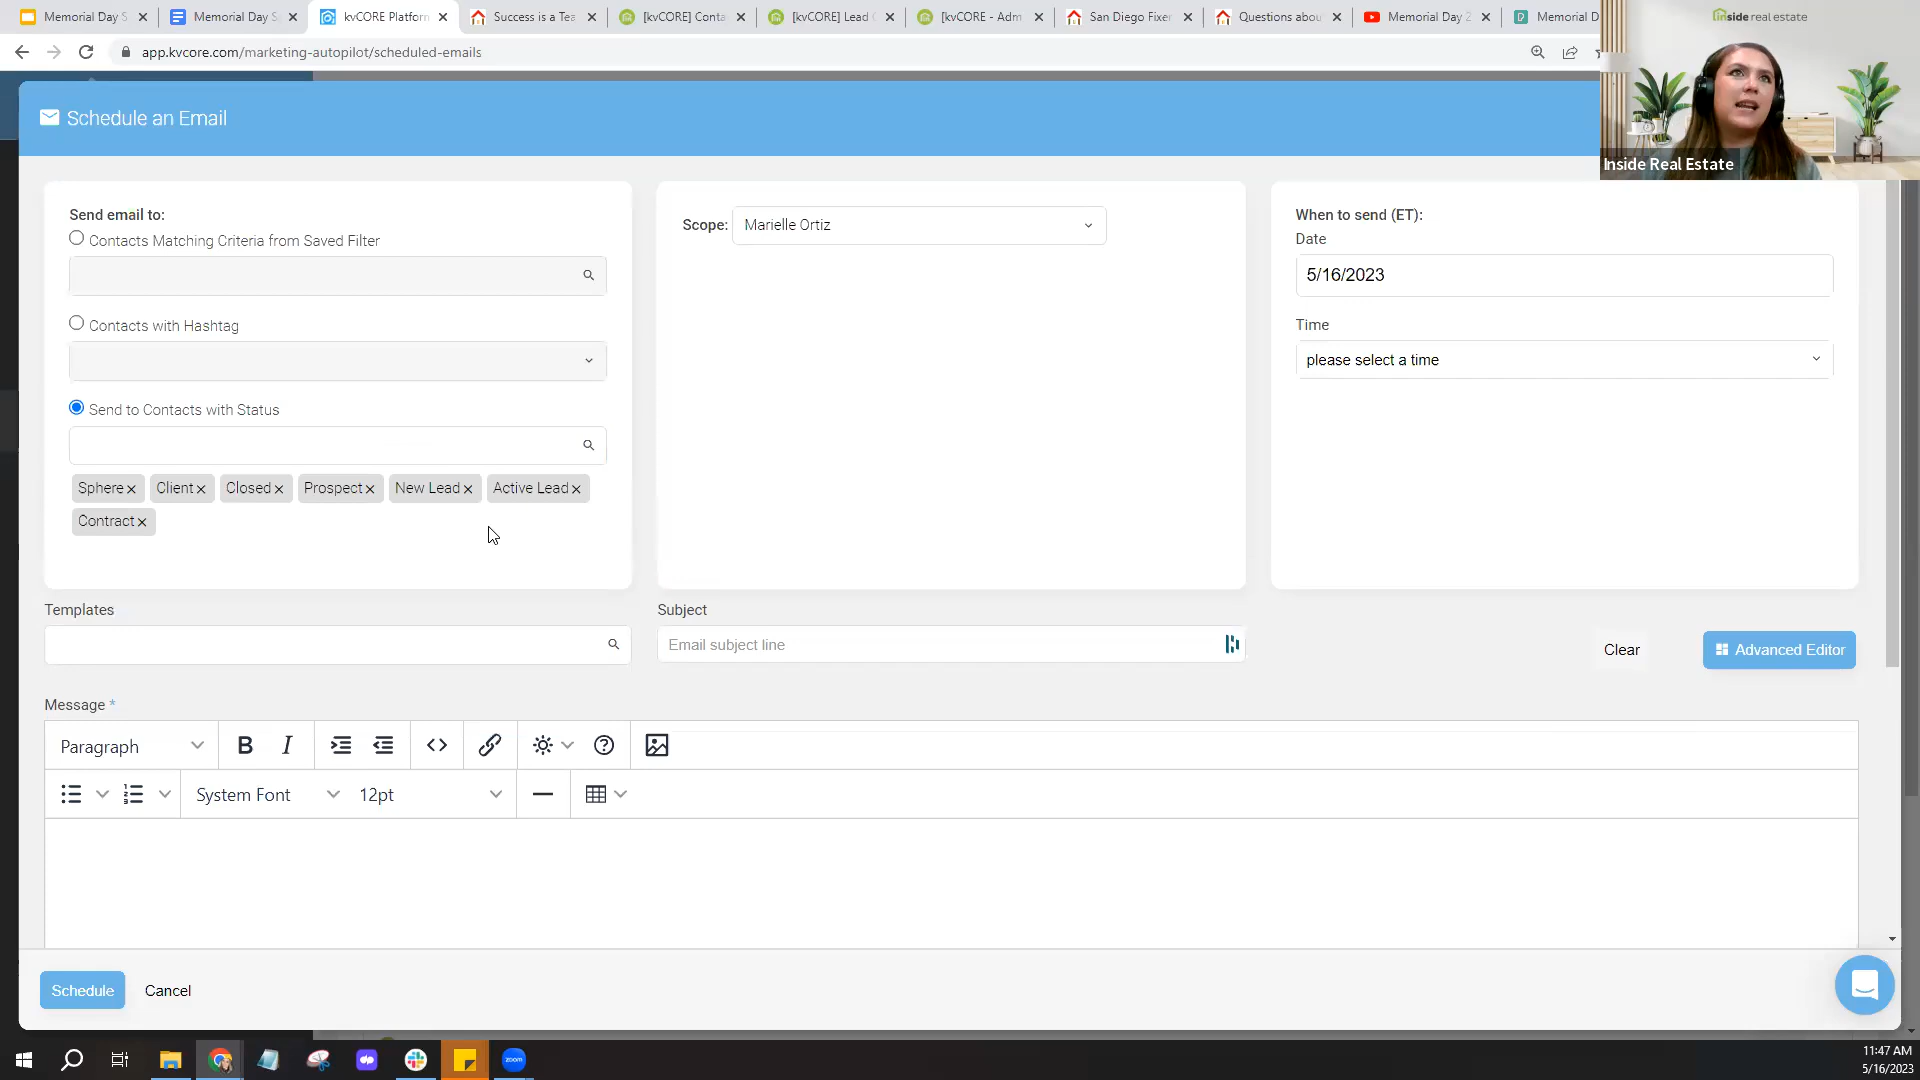 Memorial Day S
Memorial Day S
kvCORE Platforn
Success is a Tea
[kvCORE] Conta
[kvCORE] Lead
[kvCORE - Adm
San Diego Fixer
Questions abou
Memorial Day 2
Memorial D
inside real estate
app.kvcore.com/marketing-autopilot/scheduled-emails
Schedule an Email
Inside Real Estate
Send email to:
Contacts Matching Criteria from Saved Filter
Contacts with Hashtag
Send to Contacts with Status
Sphere Client Closed Prospect New Lead Active Lead
Contract
Scope: Marielle Ortiz
When to send (ET):
Date
5/16/2023
Time
please select a time
Templates
Subject
Email subject line
Clear
Advanced Editor
Message *
Paragraph B I
System Font 12pt
Schedule Cancel
zoom
11:47 AM
5/16/2023